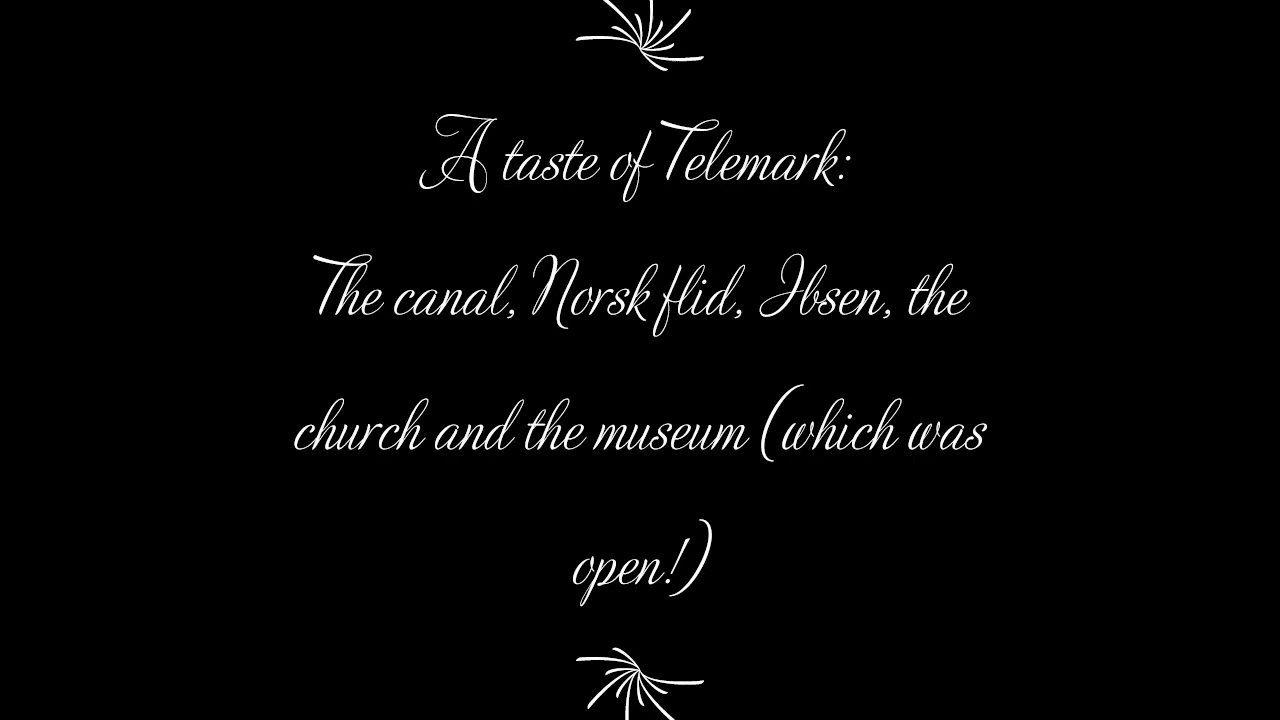 A taste of Telemark:
The canal, Norsk flid, Ibsen, the
church and the museum (which was
open!)